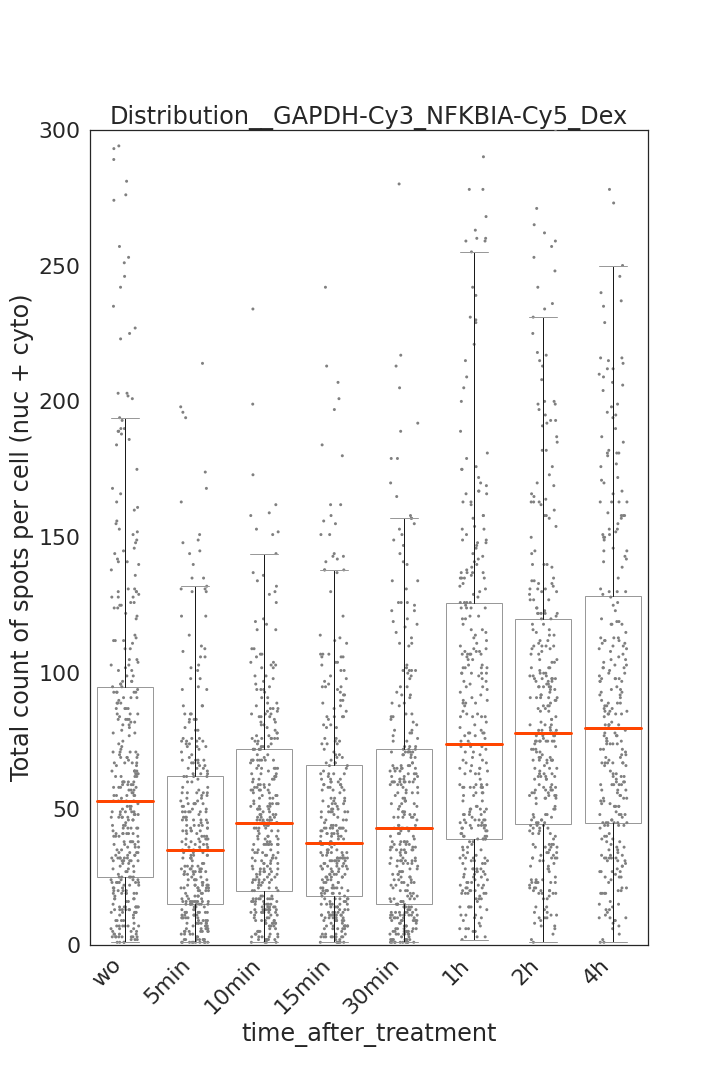 Distribution__GAPDH-Cy3_NFKBIA-Cy5_Dex
Total count of spots per cell (nuc + cyto)
300
250
200
150
100
50
0
wo
5min
10min
15min
30min
1h
2h
4h
time_after_treatment